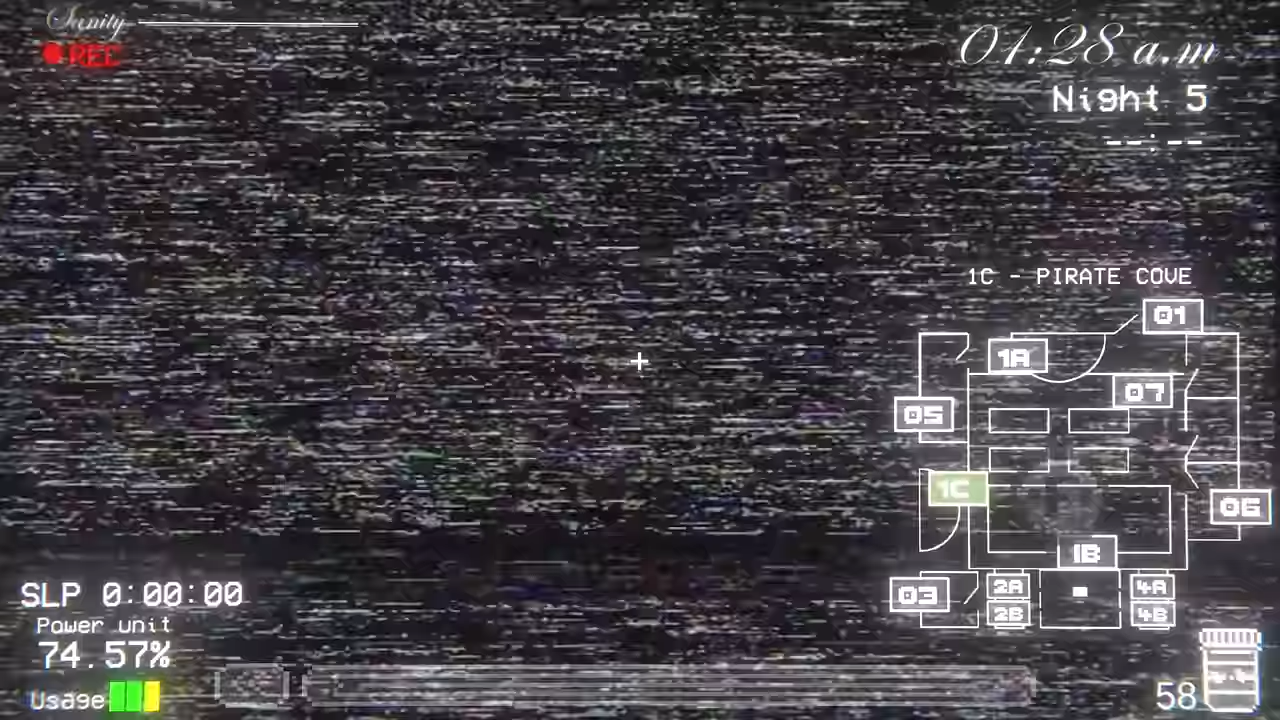 Sanity
REC
01:28 a.m
Night 5
--:--
1C - PIRATE COVE
01
1A
07
05
1C
06
1B
03
2A
4A
2B
4B
SLP 0:00:00
Power unit
74.57%
Usage
58